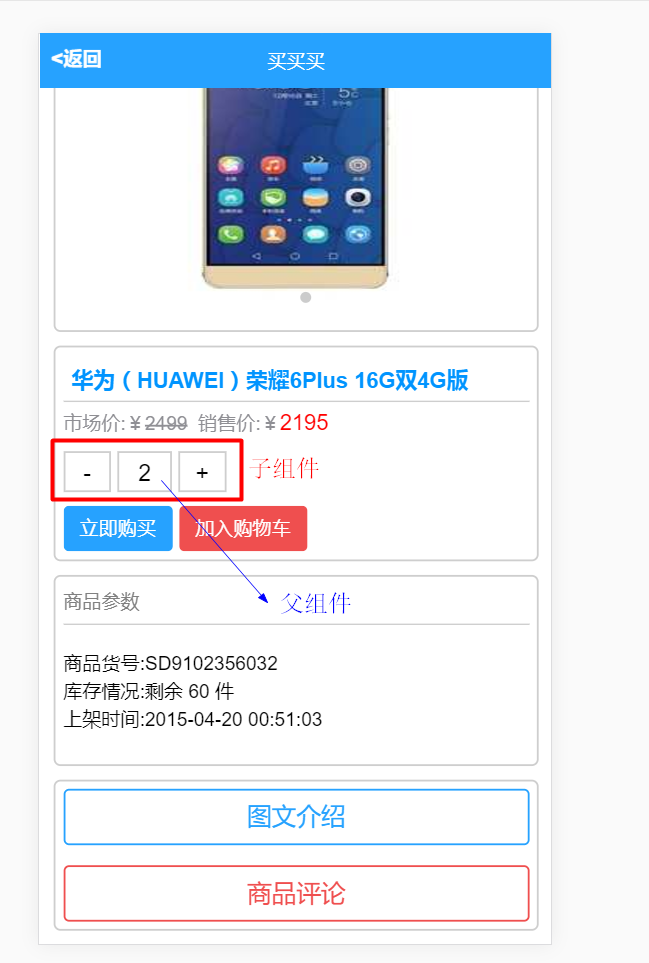 <返回 买买买
华为（HUAWEI）荣耀6Plus 16G双4G版
市场价: ¥ 2499 销售价: ¥ 2195
- 2 + 子组件
立即购买 加入购物车
商品参数 父组件
商品货号:SD9102356032
库存情况:剩余 60 件
上架时间:2015-04-20 00:51:03
图文介绍
商品评论